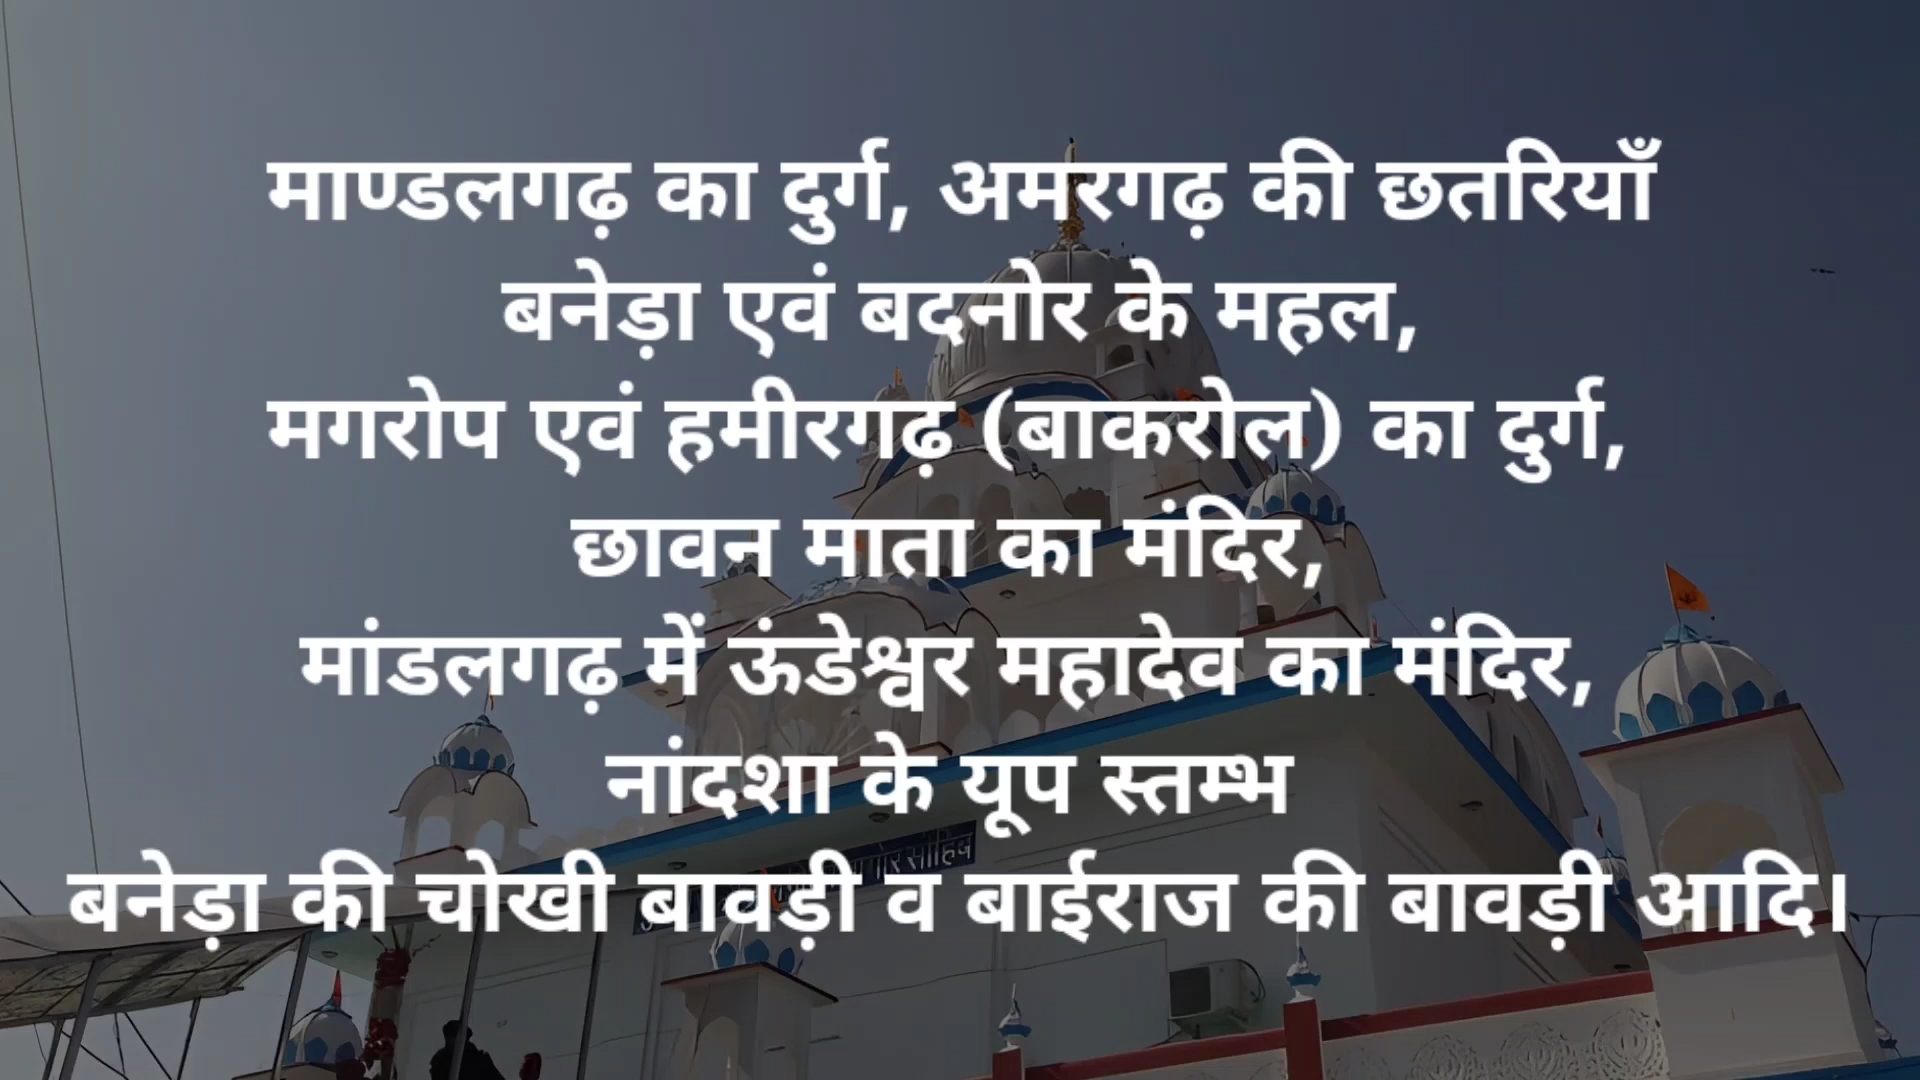 माण्डलगढ़ का दुर्ग, अमरगढ़ की छतरियाँ
बनेड़ा एवं बदनोर के महल,
मगरोप एवं हमीरगढ़ (बाकरोल) का दुर्ग,
छावन माता का मंदिर,
मांडलगढ़ में ऊंडेश्वर महादेव का मंदिर,
नांदशा के यूप स्तम्भ
बनेड़ा की चोखी बावड़ी व बाईराज की बावड़ी आदि।